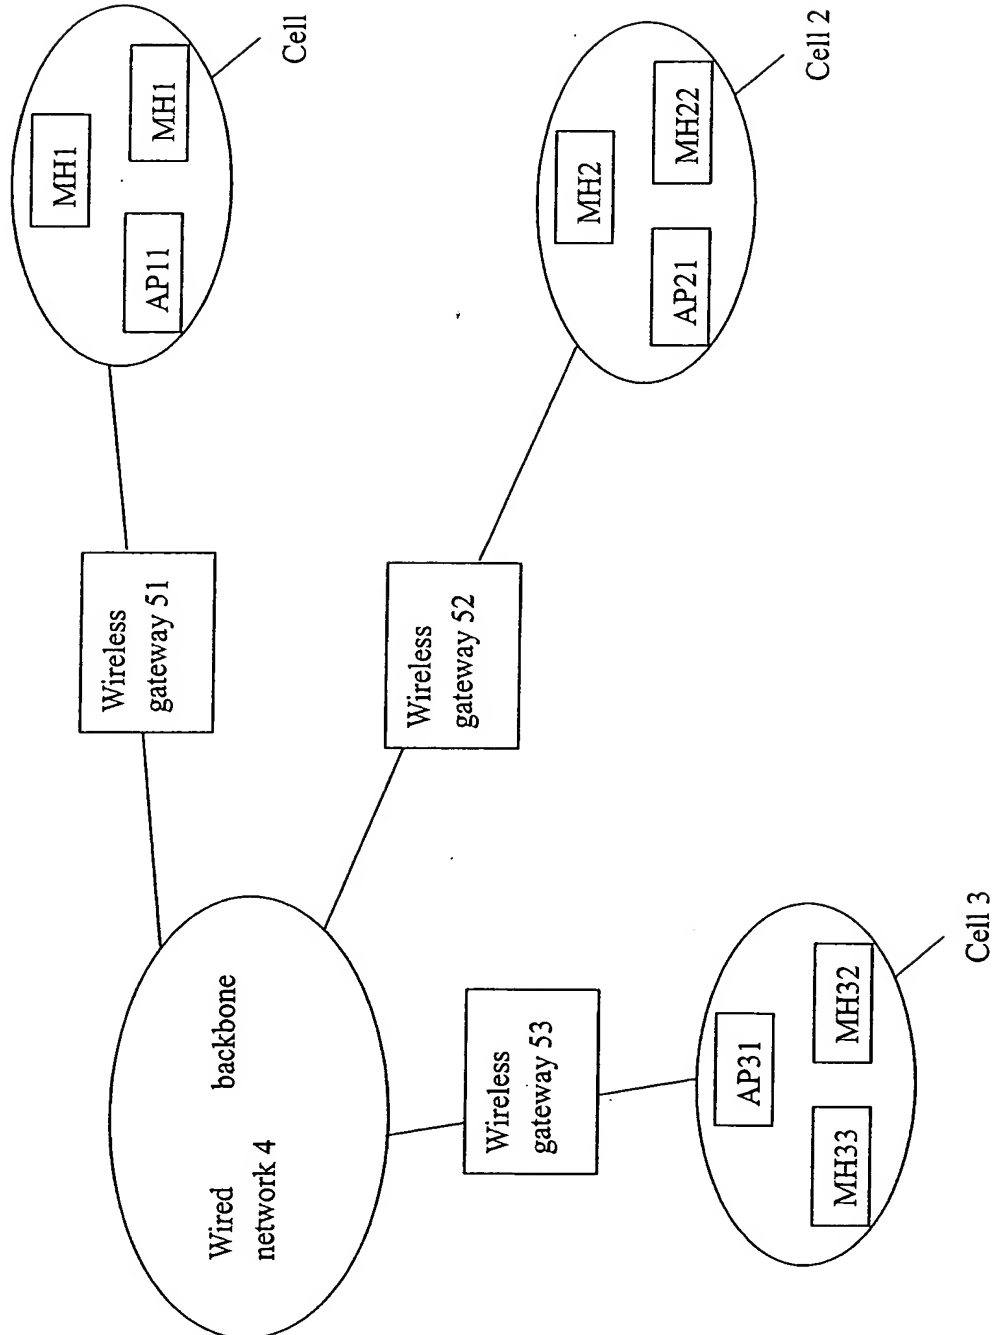 MH1
MH1
AP11
Cell
Wireless
gateway 51
MH2
MH22
AP21
Cell 2
Wireless
gateway 52
Wired backbone
network 4
Wireless
gateway 53
AP31
MH32
MH33
Cell 3